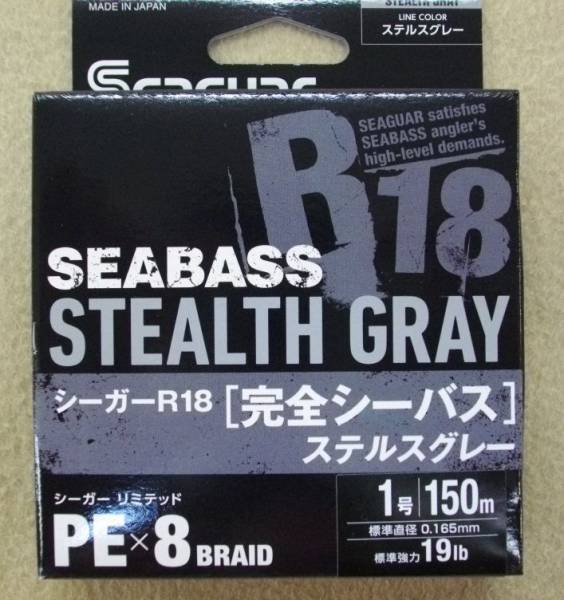 MADE IN JAPAN
STEALTH GRAY
LINE COLOR
ステルスグレー
SEAGUAR
R18
SEAGUAR satisfies
SEABASS angler's
high-level demands.
SEABASS
STEALTH GRAY
シーガーR18［完全シーバス］
ステルスグレー
シーガー リミテッド
PE×8 BRAID
1号 150m
標準直径 0.165mm
標準強力 19lb